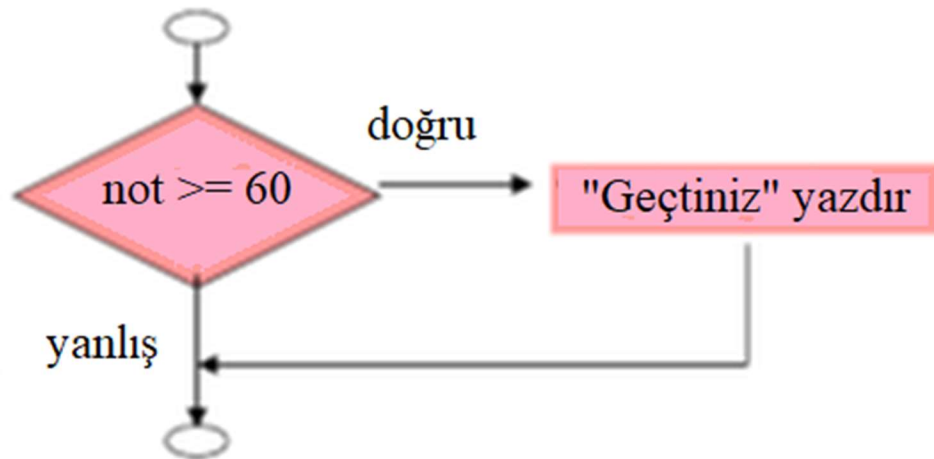 doğru
not >= 60
"Geçtiniz" yazdır
yanlış